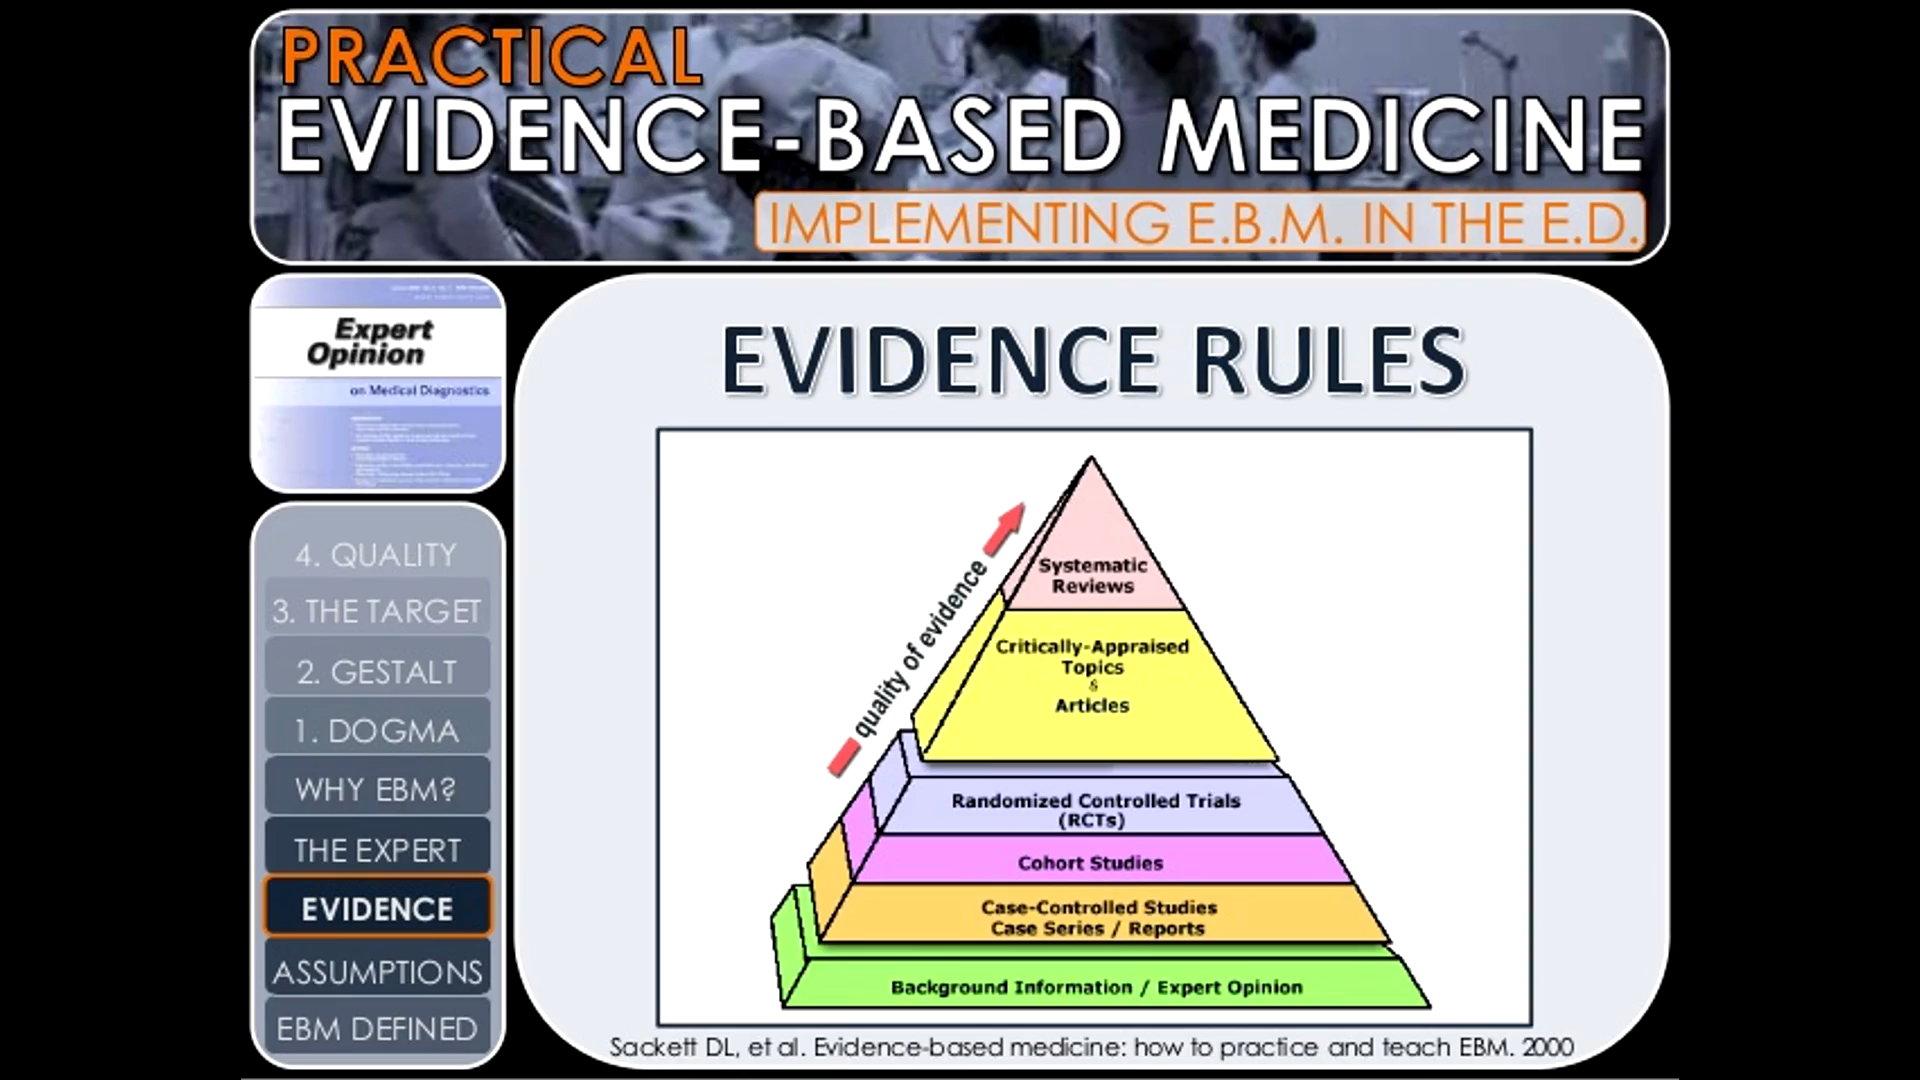 PRACTICAL
EVIDENCE-BASED MEDICINE
IMPLEMENTING E.B.M. IN THE E.D.
Expert
Opinion
on Medical Diagnostics
4. QUALITY
3. THE TARGET
2. GESTALT
1. DOGMA
WHY EBM?
THE EXPERT
EVIDENCE
ASSUMPTIONS
EBM DEFINED
EVIDENCE RULES
quality of evidence
Systematic
Reviews
Critically-Appraised
Topics
&
Articles
Randomized Controlled Trials
(RCTs)
Cohort Studies
Case-Controlled Studies
Case Series / Reports
Background Information / Expert Opinion
Sackett DL, et al. Evidence-based medicine: how to practice and teach EBM. 2000